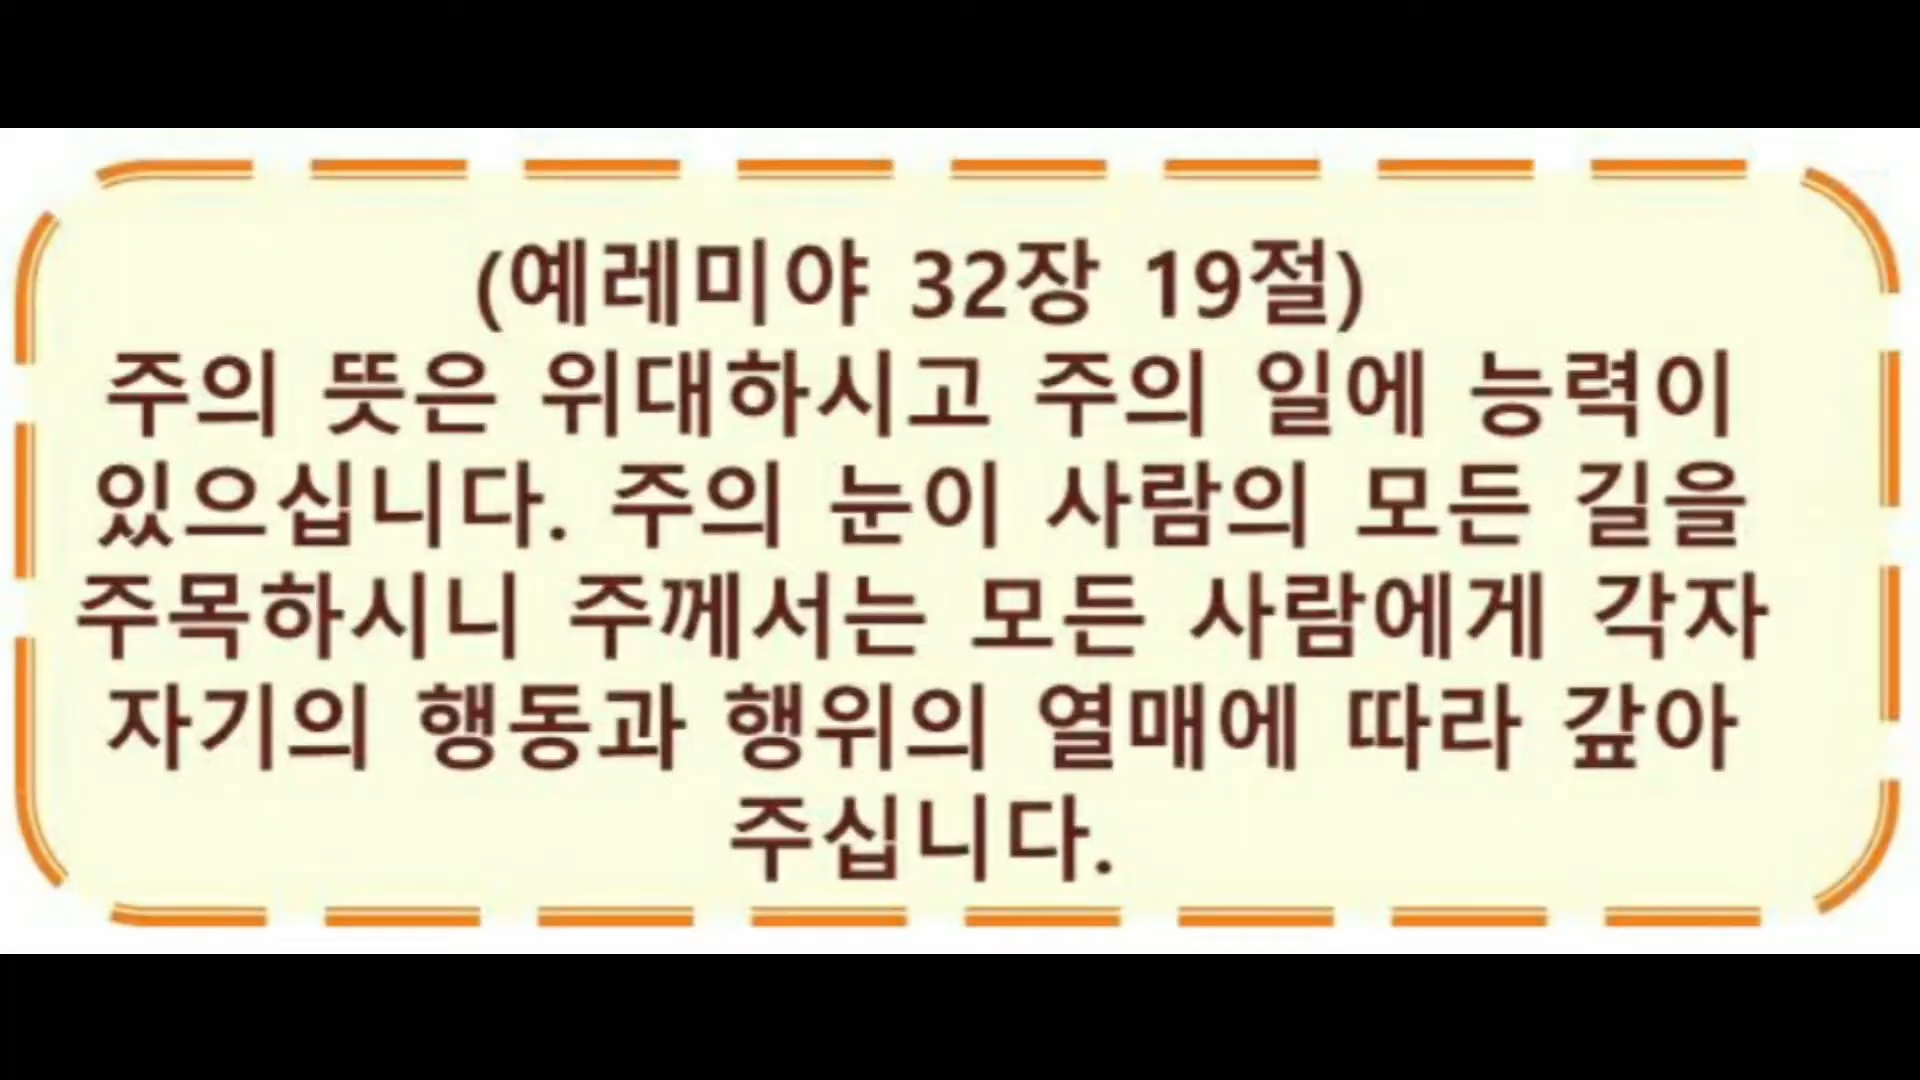 (예레미야 32장 19절)
주의 뜻은 위대하시고 주의 일에 능력이
있으십니다. 주의 눈이 사람의 모든 길을
주목하시니 주께서는 모든 사람에게 각자
자기의 행동과 행위의 열매에 따라 갚아
주십니다.